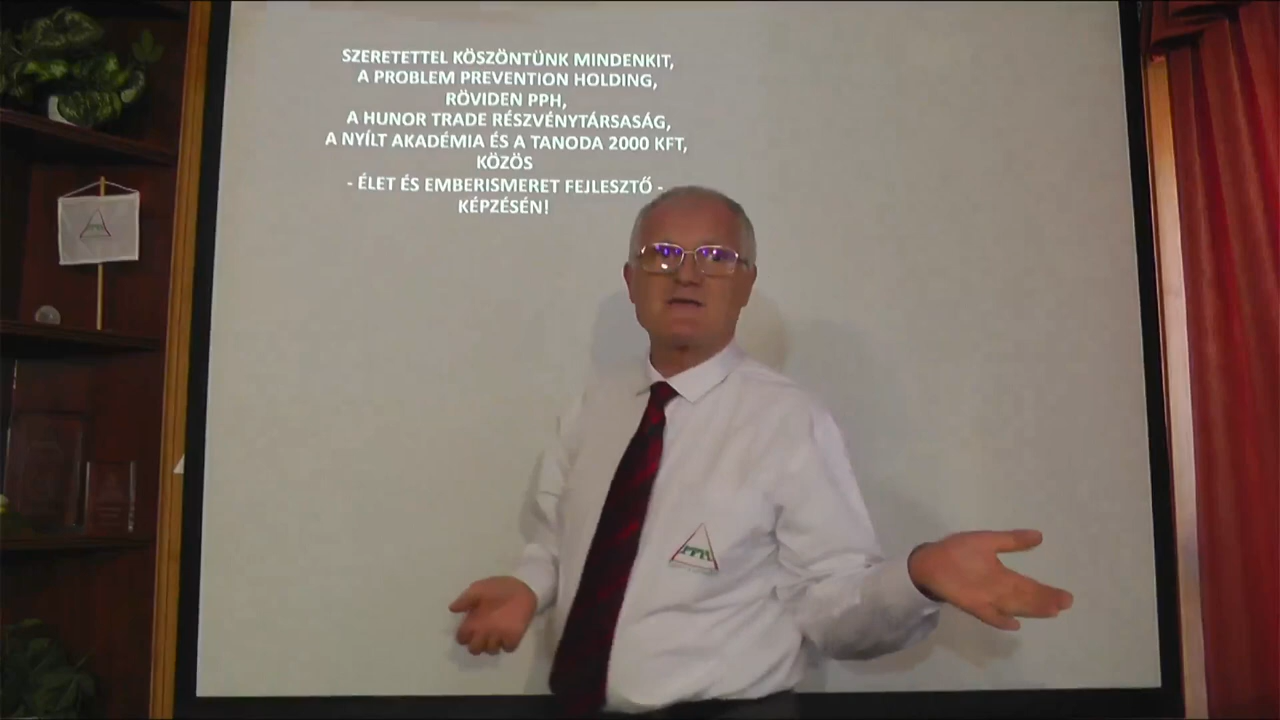 SZERETETTEL KÖSZÖNTÜNK MINDENKIT,
A PROBLEM PREVENTION HOLDING,
RÖVIDEN PPH,
A HUNOR TRADE RÉSZVÉNYTÁRSASÁG,
A NYÍLT AKADÉMIA ÉS A TANODA 2000 KFT,
KÖZÖS
- ÉLET ÉS EMBERISMERET FEJLESZTŐ -
KÉPZÉSÉN!
PPH